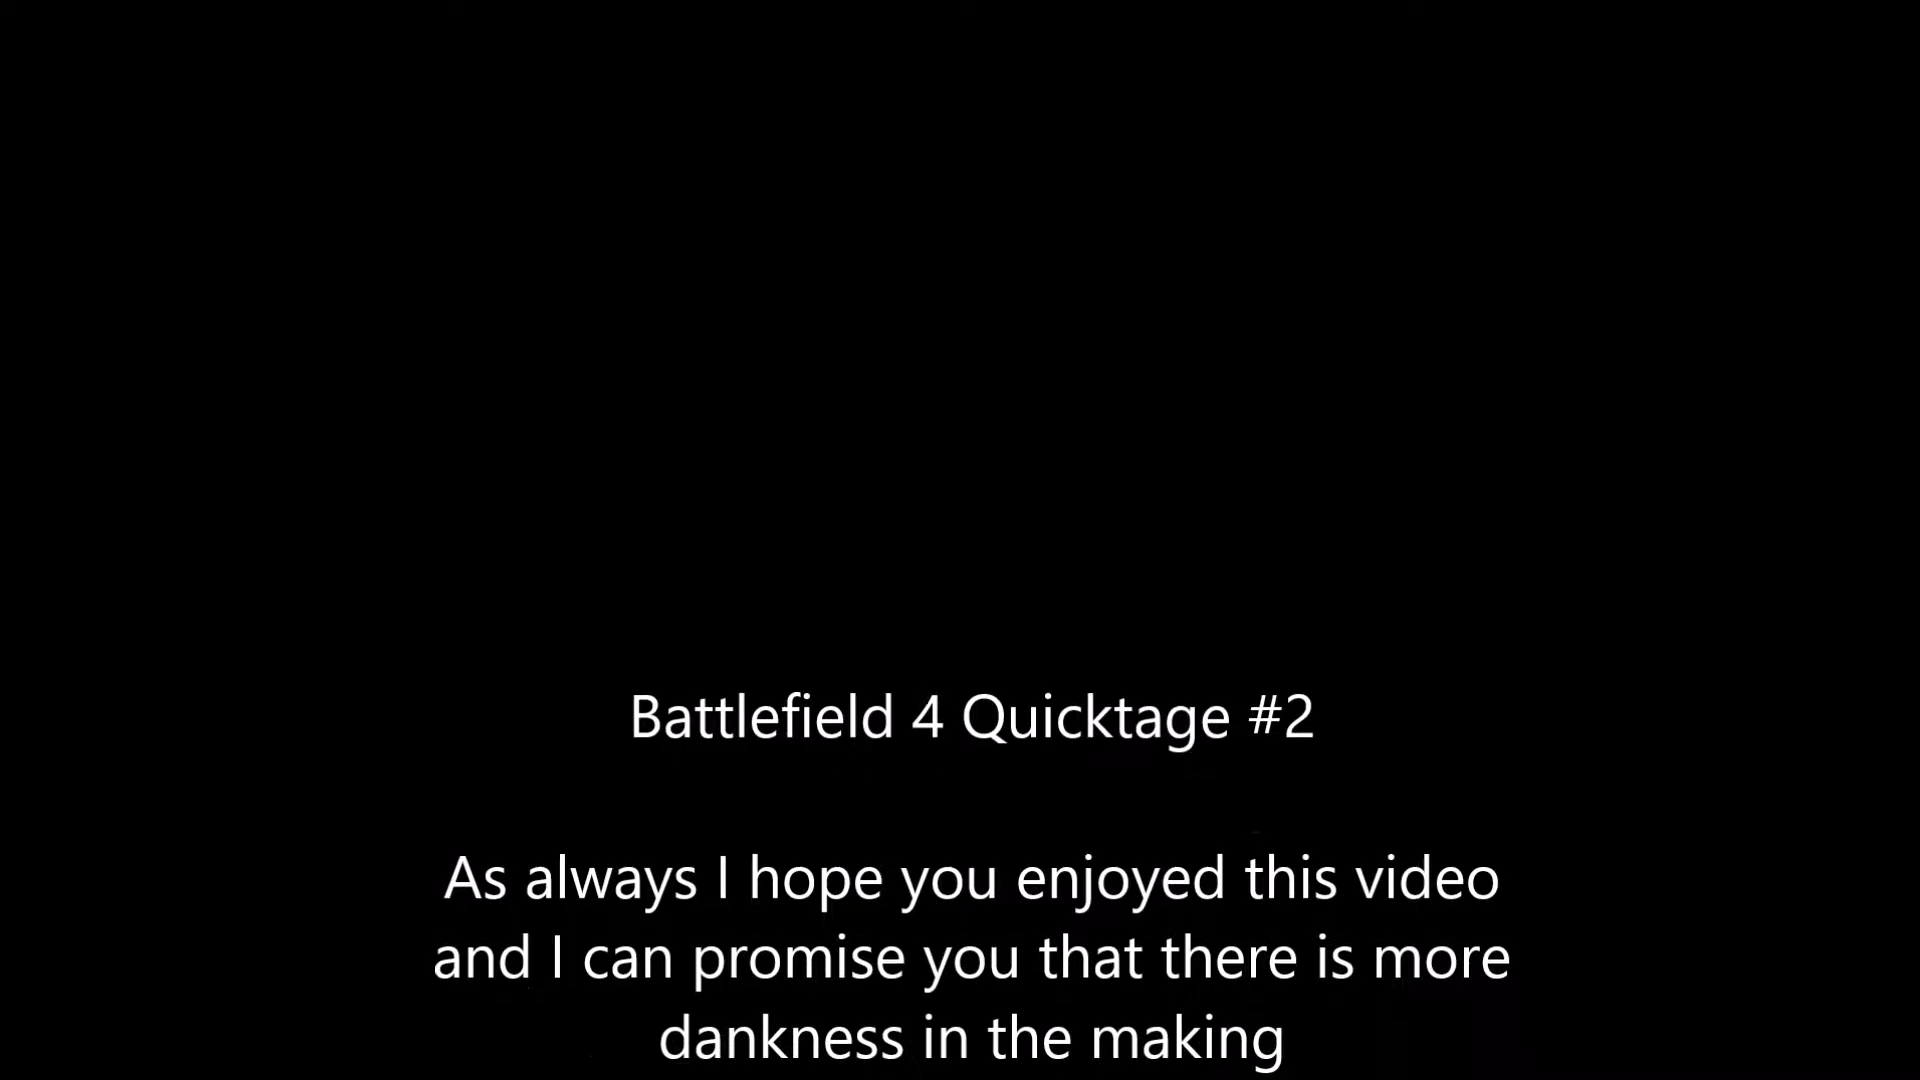 Battlefield 4 Quicktage #2
As always I hope you enjoyed this video
and I can promise you that there is more
dankness in the making